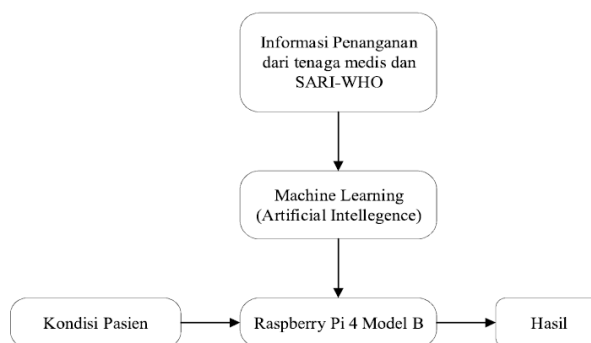 Informasi Penanganan
dari tenaga medis dan
SARI-WHO
Machine Learning
(Artificial Intellegence)
Kondisi Pasien
Raspberry Pi 4 Model B
Hasil